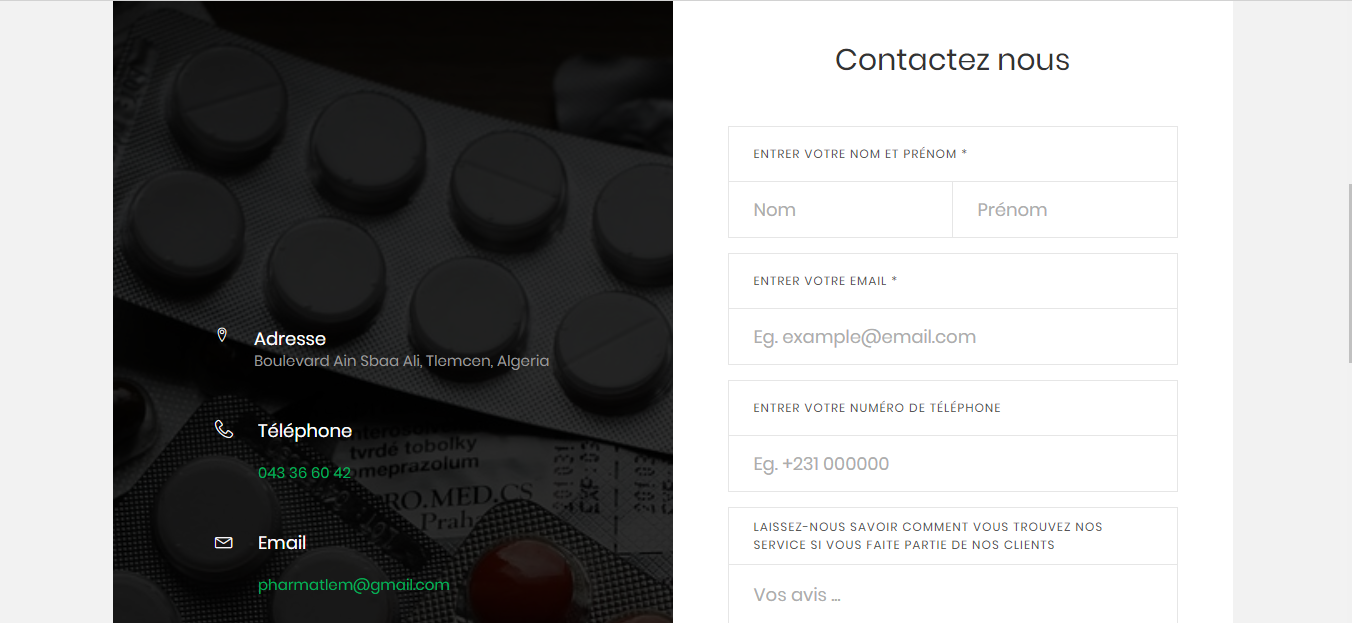 Contactez nous
ENTRER VOTRE NOM ET PRÉNOM *
Nom
Prénom
ENTRER VOTRE EMAIL *
Eg. example@email.com
ENTRER VOTRE NUMÉRO DE TÉLÉPHONE
Eg. +231 000000
LAISSEZ-NOUS SAVOIR COMMENT VOUS TROUVEZ NOS
SERVICE SI VOUS FAITE PARTIE DE NOS CLIENTS
Vos avis ...
Adresse
Boulevard Ain Sbaa Ali, Tlemcen, Algeria
Téléphone
043 36 60 42
Email
pharmatlem@gmail.com
tvrdé tobolky
omeprazolum
PRO.MED.CS
Praha